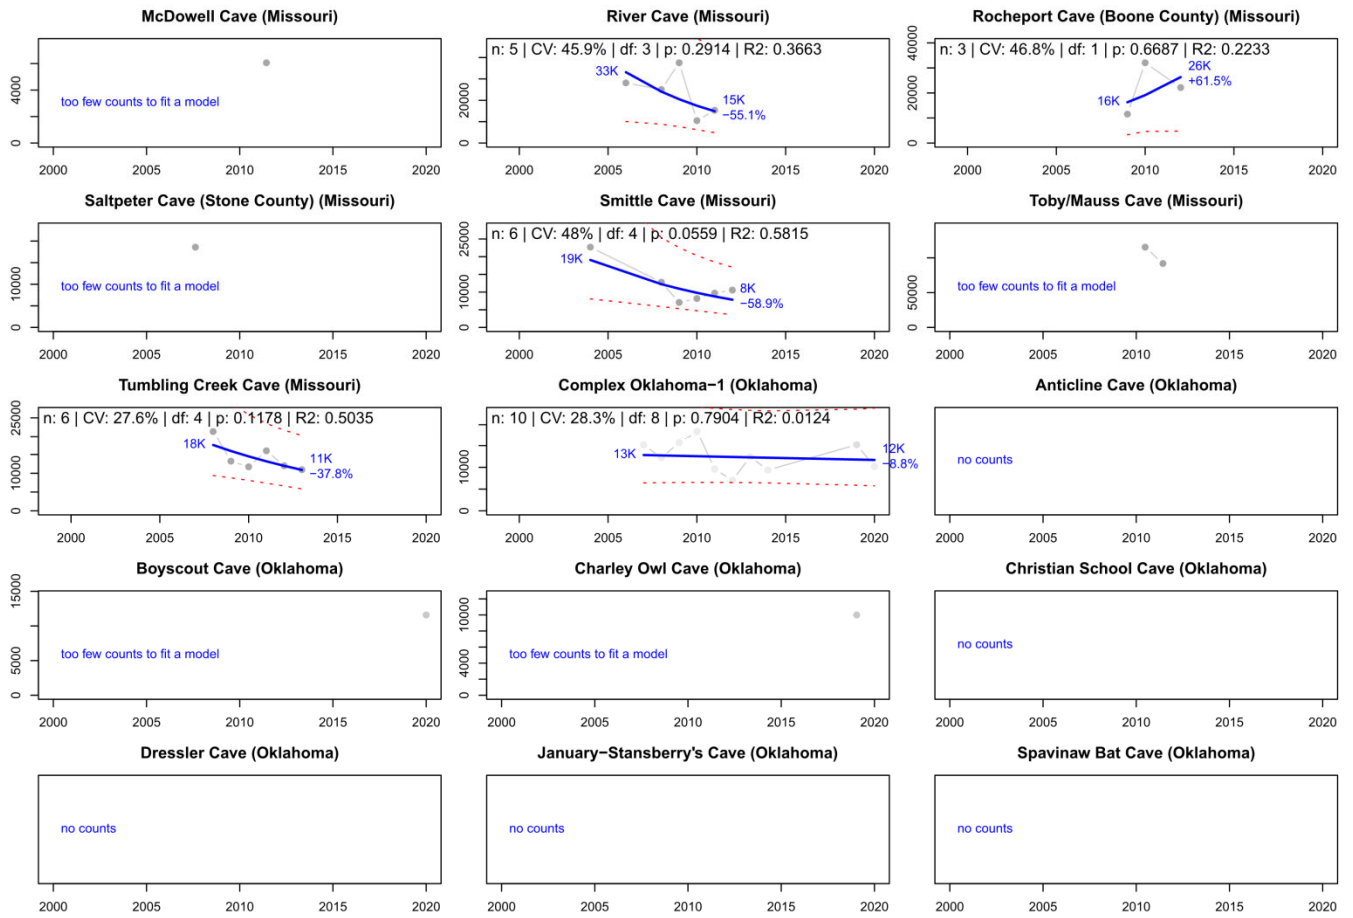 McDowell Cave (Missouri)
4000
0
too few counts to fit a model
2000 2005 2010 2015 2020
River Cave (Missouri)
n: 5 | CV: 45.9% | df: 3 | p: 0.2914 | R2: 0.3663
20000
0
33K
15K
−55.1%
2000 2005 2010 2015 2020
Rocheport Cave (Boone County) (Missouri)
n: 3 | CV: 46.8% | df: 1 | p: 0.6687 | R2: 0.2233
40000
20000
0
16K
26K
+61.5%
2000 2005 2010 2015 2020
Saltpeter Cave (Stone County) (Missouri)
10000
0
too few counts to fit a model
2000 2005 2010 2015 2020
Smittle Cave (Missouri)
n: 6 | CV: 48% | df: 4 | p: 0.0559 | R2: 0.5815
25000
10000
0
19K
8K
−58.9%
2000 2005 2010 2015 2020
Toby/Mauss Cave (Missouri)
50000
0
too few counts to fit a model
2000 2005 2010 2015 2020
Tumbling Creek Cave (Missouri)
n: 6 | CV: 27.6% | df: 4 | p: 0.1178 | R2: 0.5035
25000
10000
0
18K
11K
−37.8%
2000 2005 2010 2015 2020
Complex Oklahoma−1 (Oklahoma)
n: 10 | CV: 28.3% | df: 8 | p: 0.7904 | R2: 0.0124
10000
0
13K
12K
−8.8%
2000 2005 2010 2015 2020
Anticline Cave (Oklahoma)
no counts
2000 2005 2010 2015 2020
Boyscout Cave (Oklahoma)
15000
5000
0
too few counts to fit a model
2000 2005 2010 2015 2020
Charley Owl Cave (Oklahoma)
10000
4000
0
too few counts to fit a model
2000 2005 2010 2015 2020
Christian School Cave (Oklahoma)
no counts
2000 2005 2010 2015 2020
Dressler Cave (Oklahoma)
no counts
2000 2005 2010 2015 2020
January−Stansberry's Cave (Oklahoma)
no counts
2000 2005 2010 2015 2020
Spavinaw Bat Cave (Oklahoma)
no counts
2000 2005 2010 2015 2020